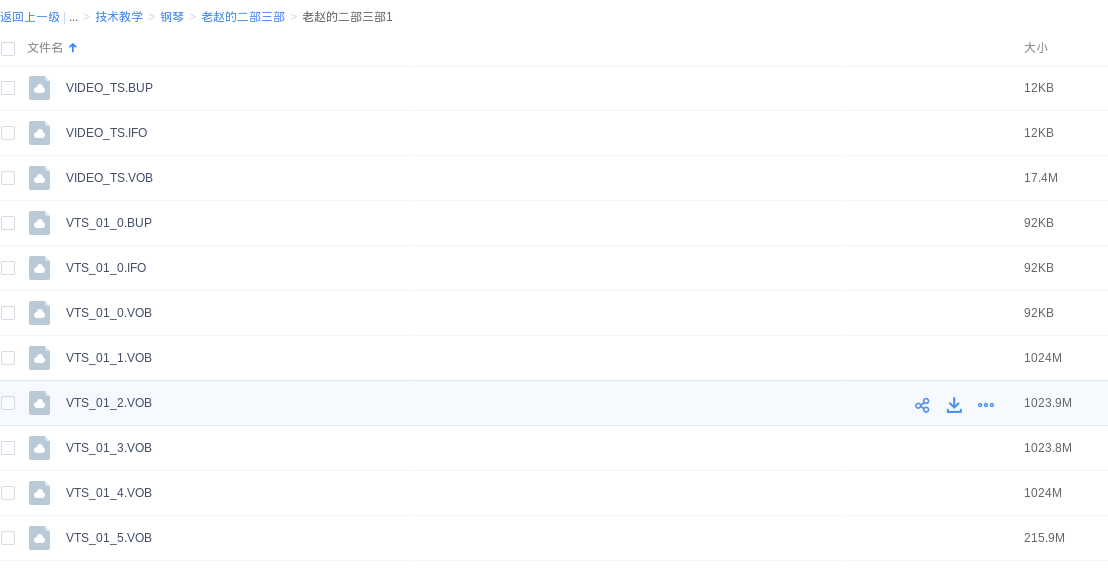 返回上一级 | ... > 技术教学 > 钢琴 > 老赵的二部三部 > 老赵的二部三部1
文件名 大小
VIDEO_TS.BUP 12KB
VIDEO_TS.IFO 12KB
VIDEO_TS.VOB 17.4M
VTS_01_0.BUP 92KB
VTS_01_0.IFO 92KB
VTS_01_0.VOB 92KB
VTS_01_1.VOB 1024M
VTS_01_2.VOB 1023.9M
VTS_01_3.VOB 1023.8M
VTS_01_4.VOB 1024M
VTS_01_5.VOB 215.9M